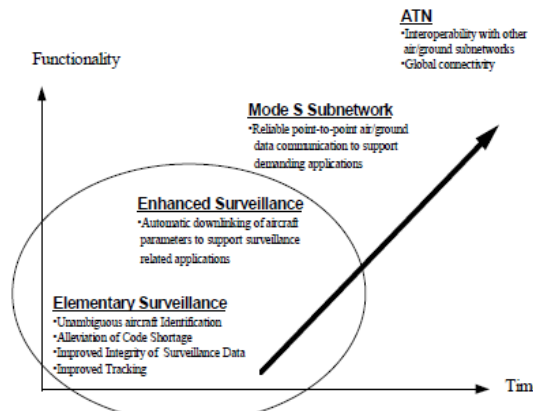 ATN
•Interoperability with other
air/ground subnetworks
•Global connectivity
Functionality
Mode S Subnetwork
•Reliable point-to-point air/ground
data communication to support
demanding applications
Enhanced Surveillance
•Automatic downlinking of aircraft
parameters to support surveillance
related applications
Elementary Surveillance
•Unambiguous aircraft Identification
•Alleviation of Code Shortage
•Improved Integrity of Surveillance Data
•Improved Tracking
Tim